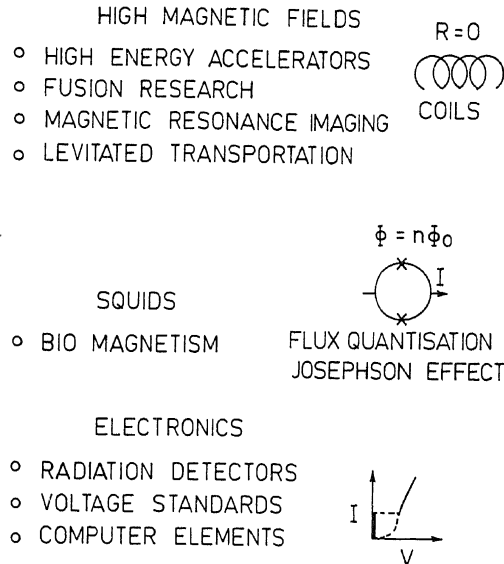 HIGH MAGNETIC FIELDS
R=0
o HIGH ENERGY ACCELERATORS
o FUSION RESEARCH
o MAGNETIC RESONANCE IMAGING
COILS
o LEVITATED TRANSPORTATION
Φ = nΦ₀
I
SQUIDS
o BIO MAGNETISM
FLUX QUANTISATION
JOSEPHSON EFFECT
ELECTRONICS
o RADIATION DETECTORS
o VOLTAGE STANDARDS
o COMPUTER ELEMENTS
I
V